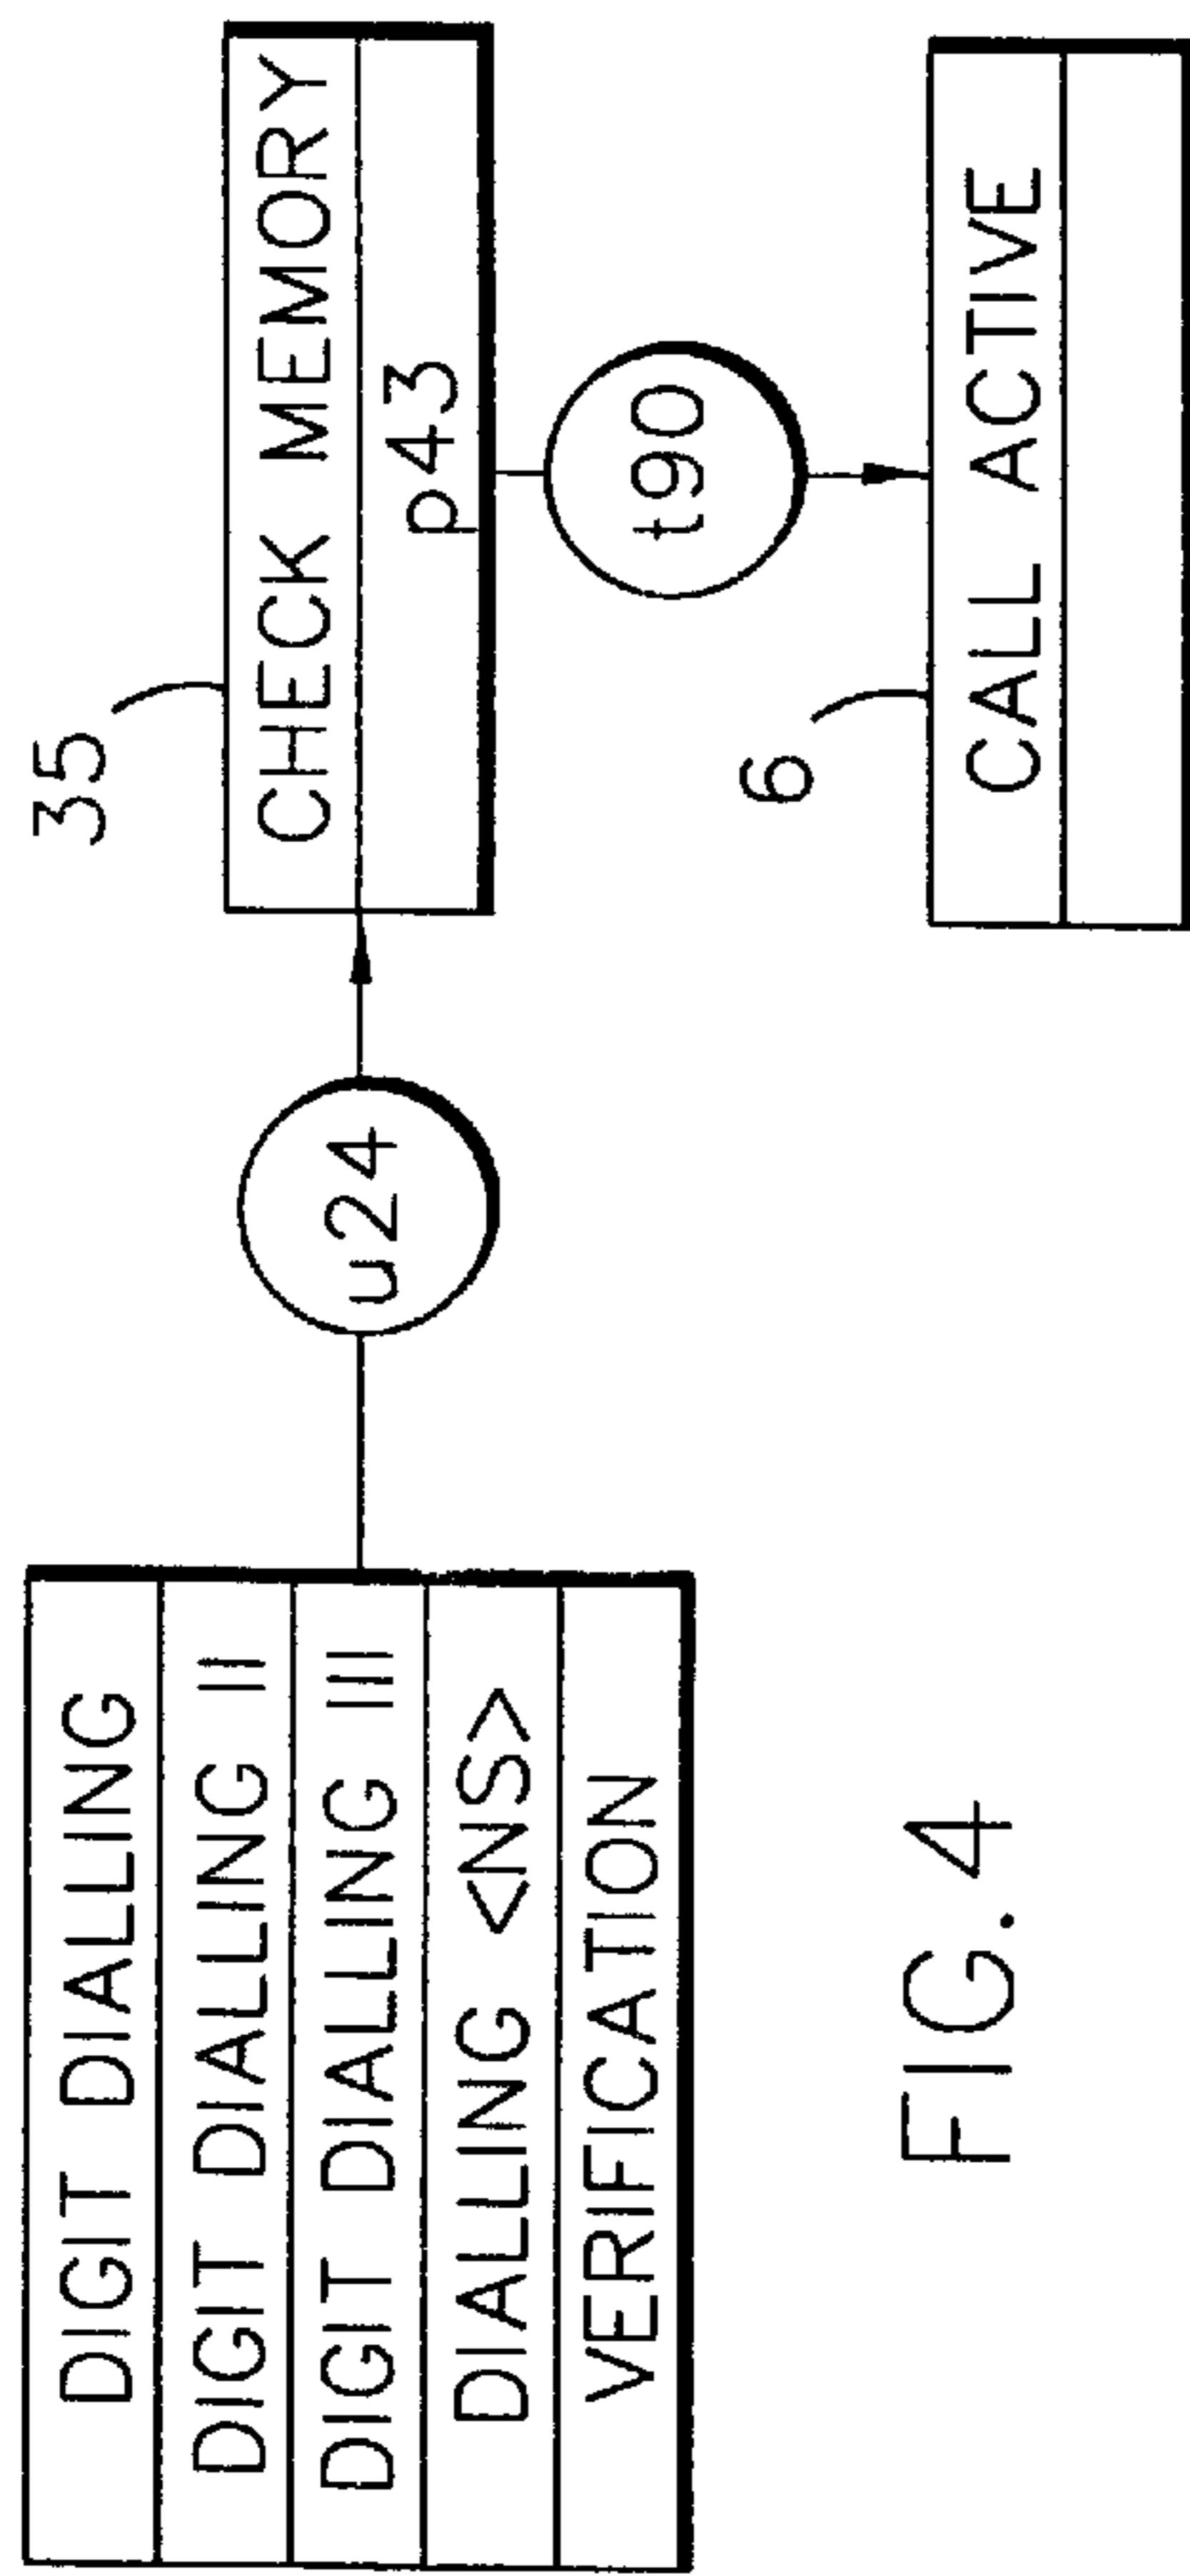 DIGIT DIALLING
DIGIT DIALLING II
DIGIT DIALLING III
DIALLING <NS>
VERIFICATION
u24
35
CHECK MEMORY
p43
t90
6
CALL ACTIVE
FIG. 4